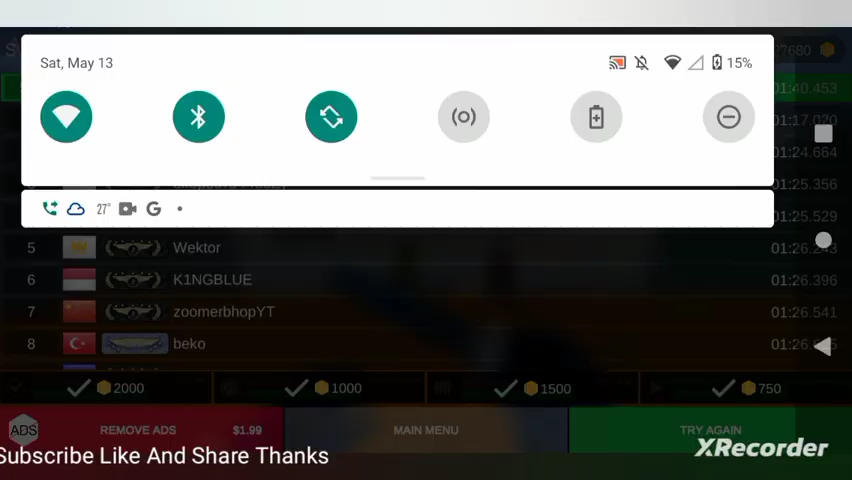 Sat, May 13
15%
7680
01:40.453
01:17.020
01:24.664
01:25.356
01:25.529
27°
5 Wektor 01:26.243
6 K1NGBLUE 01:26.396
7 zoomerbhopYT 01:26.541
8 beko
2000 1000 1500 750
ADS REMOVE ADS $1.99 MAIN MENU TRY AGAIN
Subscribe Like And Share Thanks
XRecorder